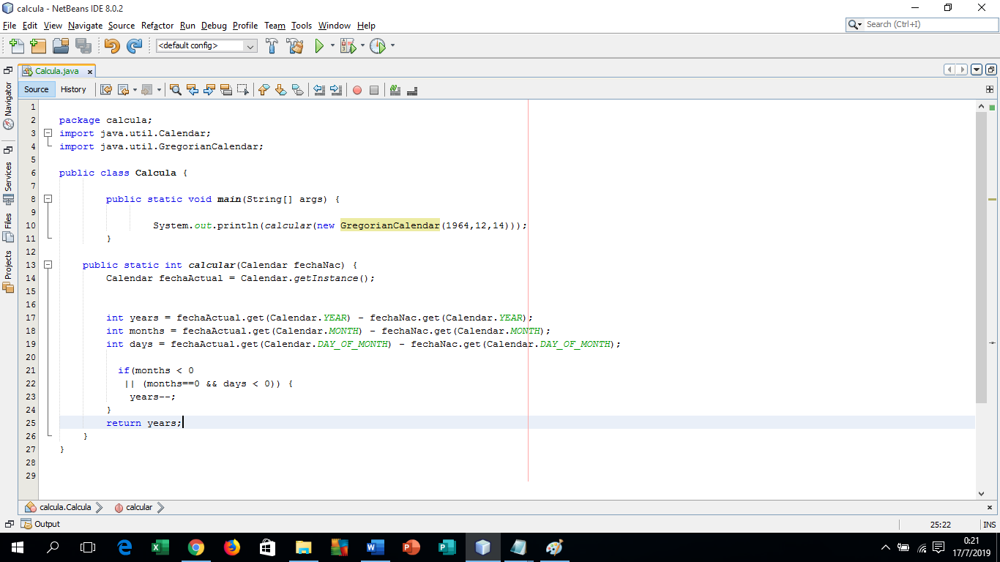 calcula - NetBeans IDE 8.0.2
File Edit View Navigate Source Refactor Run Debug Profile Team Tools Window Help
Search (Ctrl+I)
<default config>
Calcula.java
Source History
Navigator
Services
Files
Projects
1
2 package calcula;
3 import java.util.Calendar;
4 import java.util.GregorianCalendar;
5
6 public class Calcula {
7
8 public static void main(String[] args) {
9
10 System.out.println(calcular(new GregorianCalendar(1964,12,14)));
11 }
12
13 public static int calcular(Calendar fechaNac) {
14 Calendar fechaActual = Calendar.getInstance();
15
16
17 int years = fechaActual.get(Calendar.YEAR) - fechaNac.get(Calendar.YEAR);
18 int months = fechaActual.get(Calendar.MONTH) - fechaNac.get(Calendar.MONTH);
19 int days = fechaActual.get(Calendar.DAY_OF_MONTH) - fechaNac.get(Calendar.DAY_OF_MONTH);
20
21 if(months < 0
22 || (months==0 && days < 0)) {
23 years--;
24 }
25 return years;
26 }
27 }
28
29
calcula.Calcula calcular
Output
25:22 INS
0:21
17/7/2019